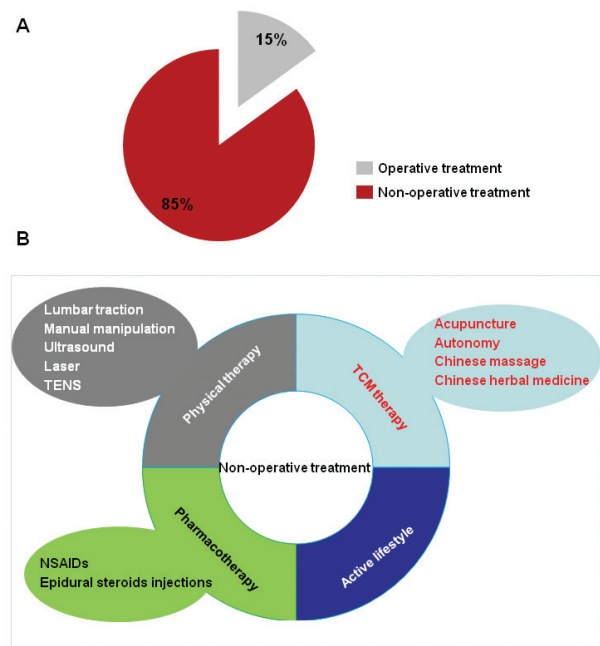 A
15%
85%
Operative treatment
Non-operative treatment
B
Lumbar traction
Manual manipulation
Ultrasound
Laser
TENS
Physical therapy
TCM therapy
Acupuncture
Autonomy
Chinese massage
Chinese herbal medicine
Non-operative treatment
NSAIDs
Epidural steroids injections
Pharmacotherapy
Active lifestyle